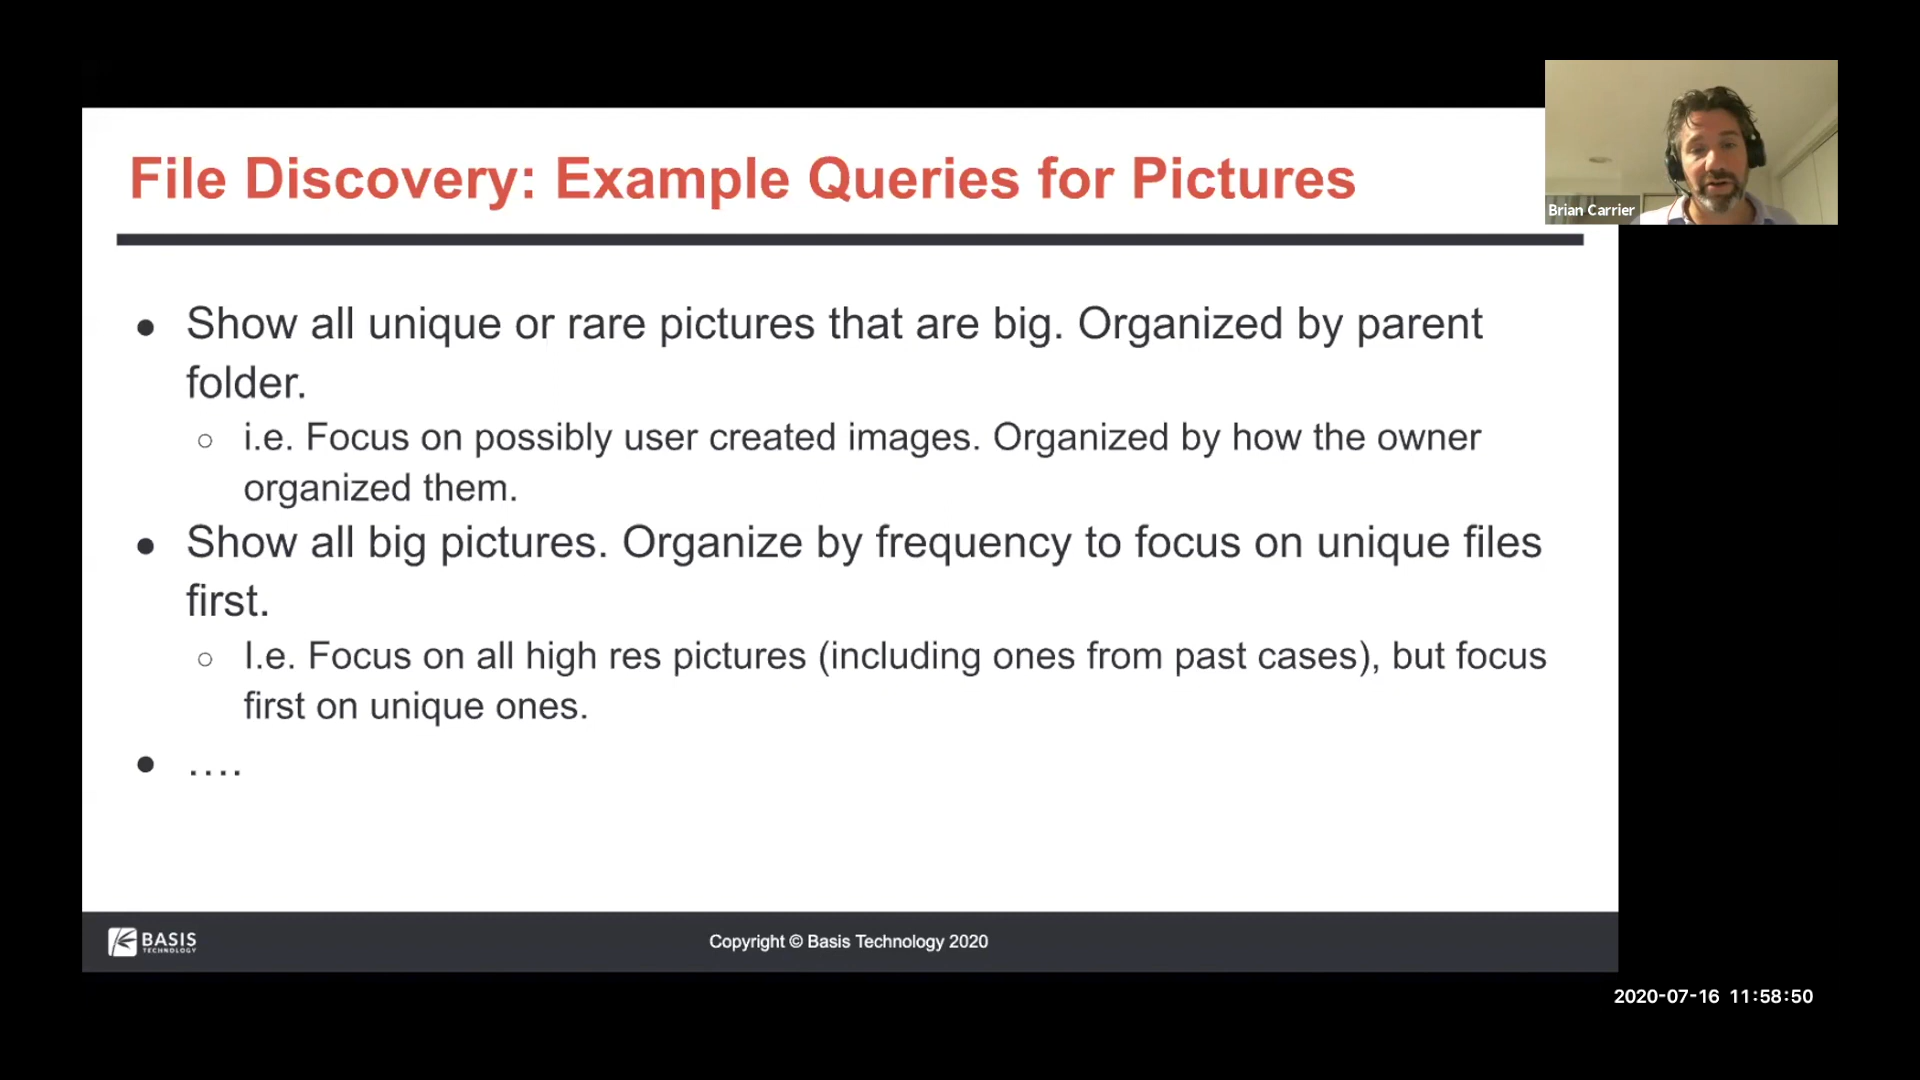 File Discovery: Example Queries for Pictures
Brian Carrier
● Show all unique or rare pictures that are big. Organized by parent
folder.
○ i.e. Focus on possibly user created images. Organized by how the owner
organized them.
● Show all big pictures. Organize by frequency to focus on unique files
first.
○ I.e. Focus on all high res pictures (including ones from past cases), but focus
first on unique ones.
● ....
BASIS
TECHNOLOGY
Copyright © Basis Technology 2020
2020-07-16 11:58:50